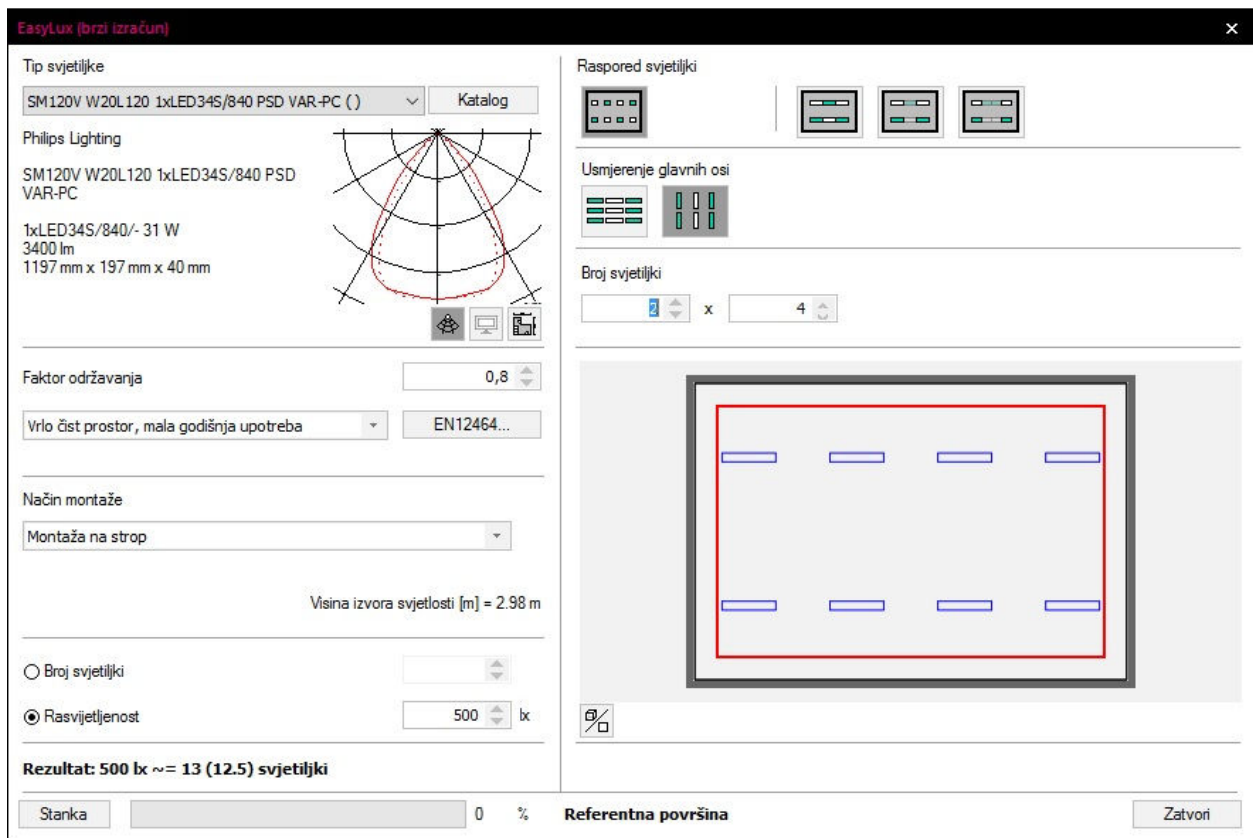 EasyLux (brzi izračun)
Tip svjetiljke
SM120V W20L120 1xLED34S/840 PSD VAR-PC ( )
Katalog
Philips Lighting
SM120V W20L120 1xLED34S/840 PSD
VAR-PC
1xLED34S/840/- 31 W
3400 lm
1197 mm x 197 mm x 40 mm
Faktor održavanja
0,8
Vrlo čist prostor, mala godišnja upotreba
EN12464...
Način montaže
Montaža na strop
Visina izvora svjetlosti [m] = 2.98 m
Broj svjetiljki
Rasvijetljenost
500 lx
Rezultat: 500 lx ~= 13 (12.5) svjetiljki
Raspored svjetiljki
Usmjerenje glavnih osi
Broj svjetiljki
2 x 4
Stanka
0 %
Referentna površina
Zatvori